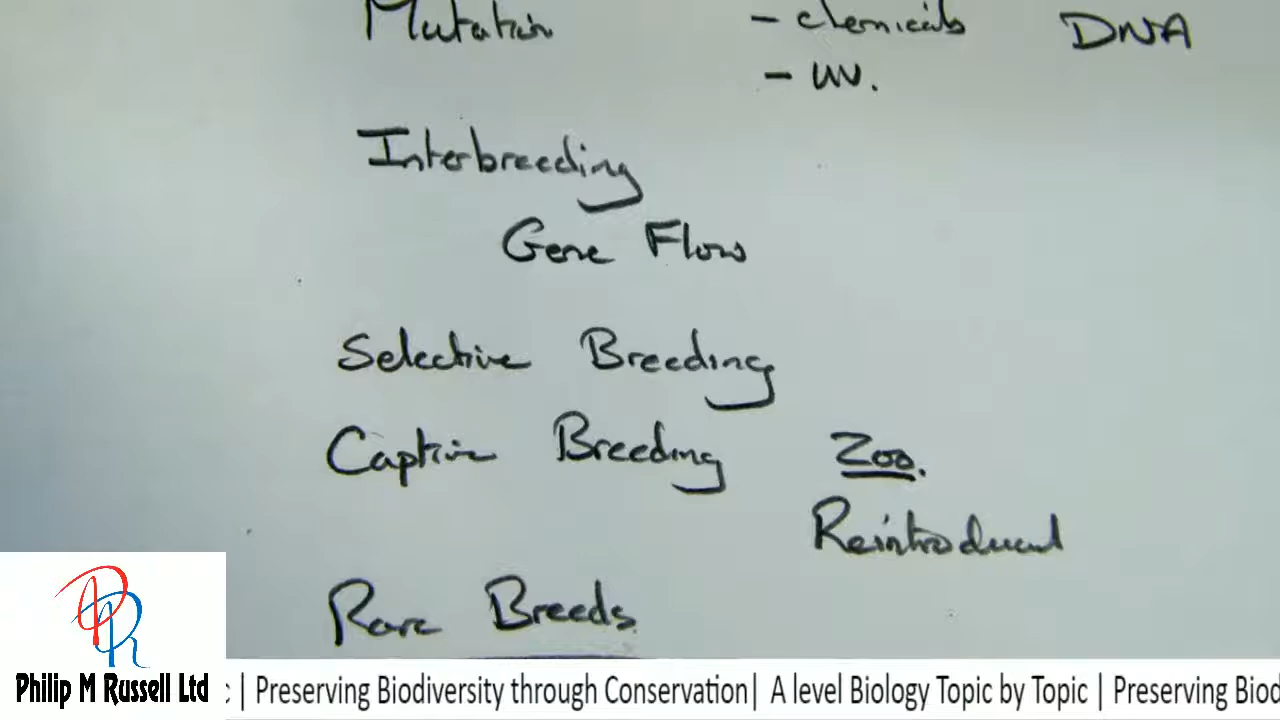 Mutation - chemicals DNA
- UV.
Interbreeding
Gene Flow
Selective Breeding
Captive Breeding Zoo.
Rare Breeds
Philip M Russell Ltd
c | Preserving Biodiversity through Conservation| A level Biology Topic by Topic | Preserving Biod